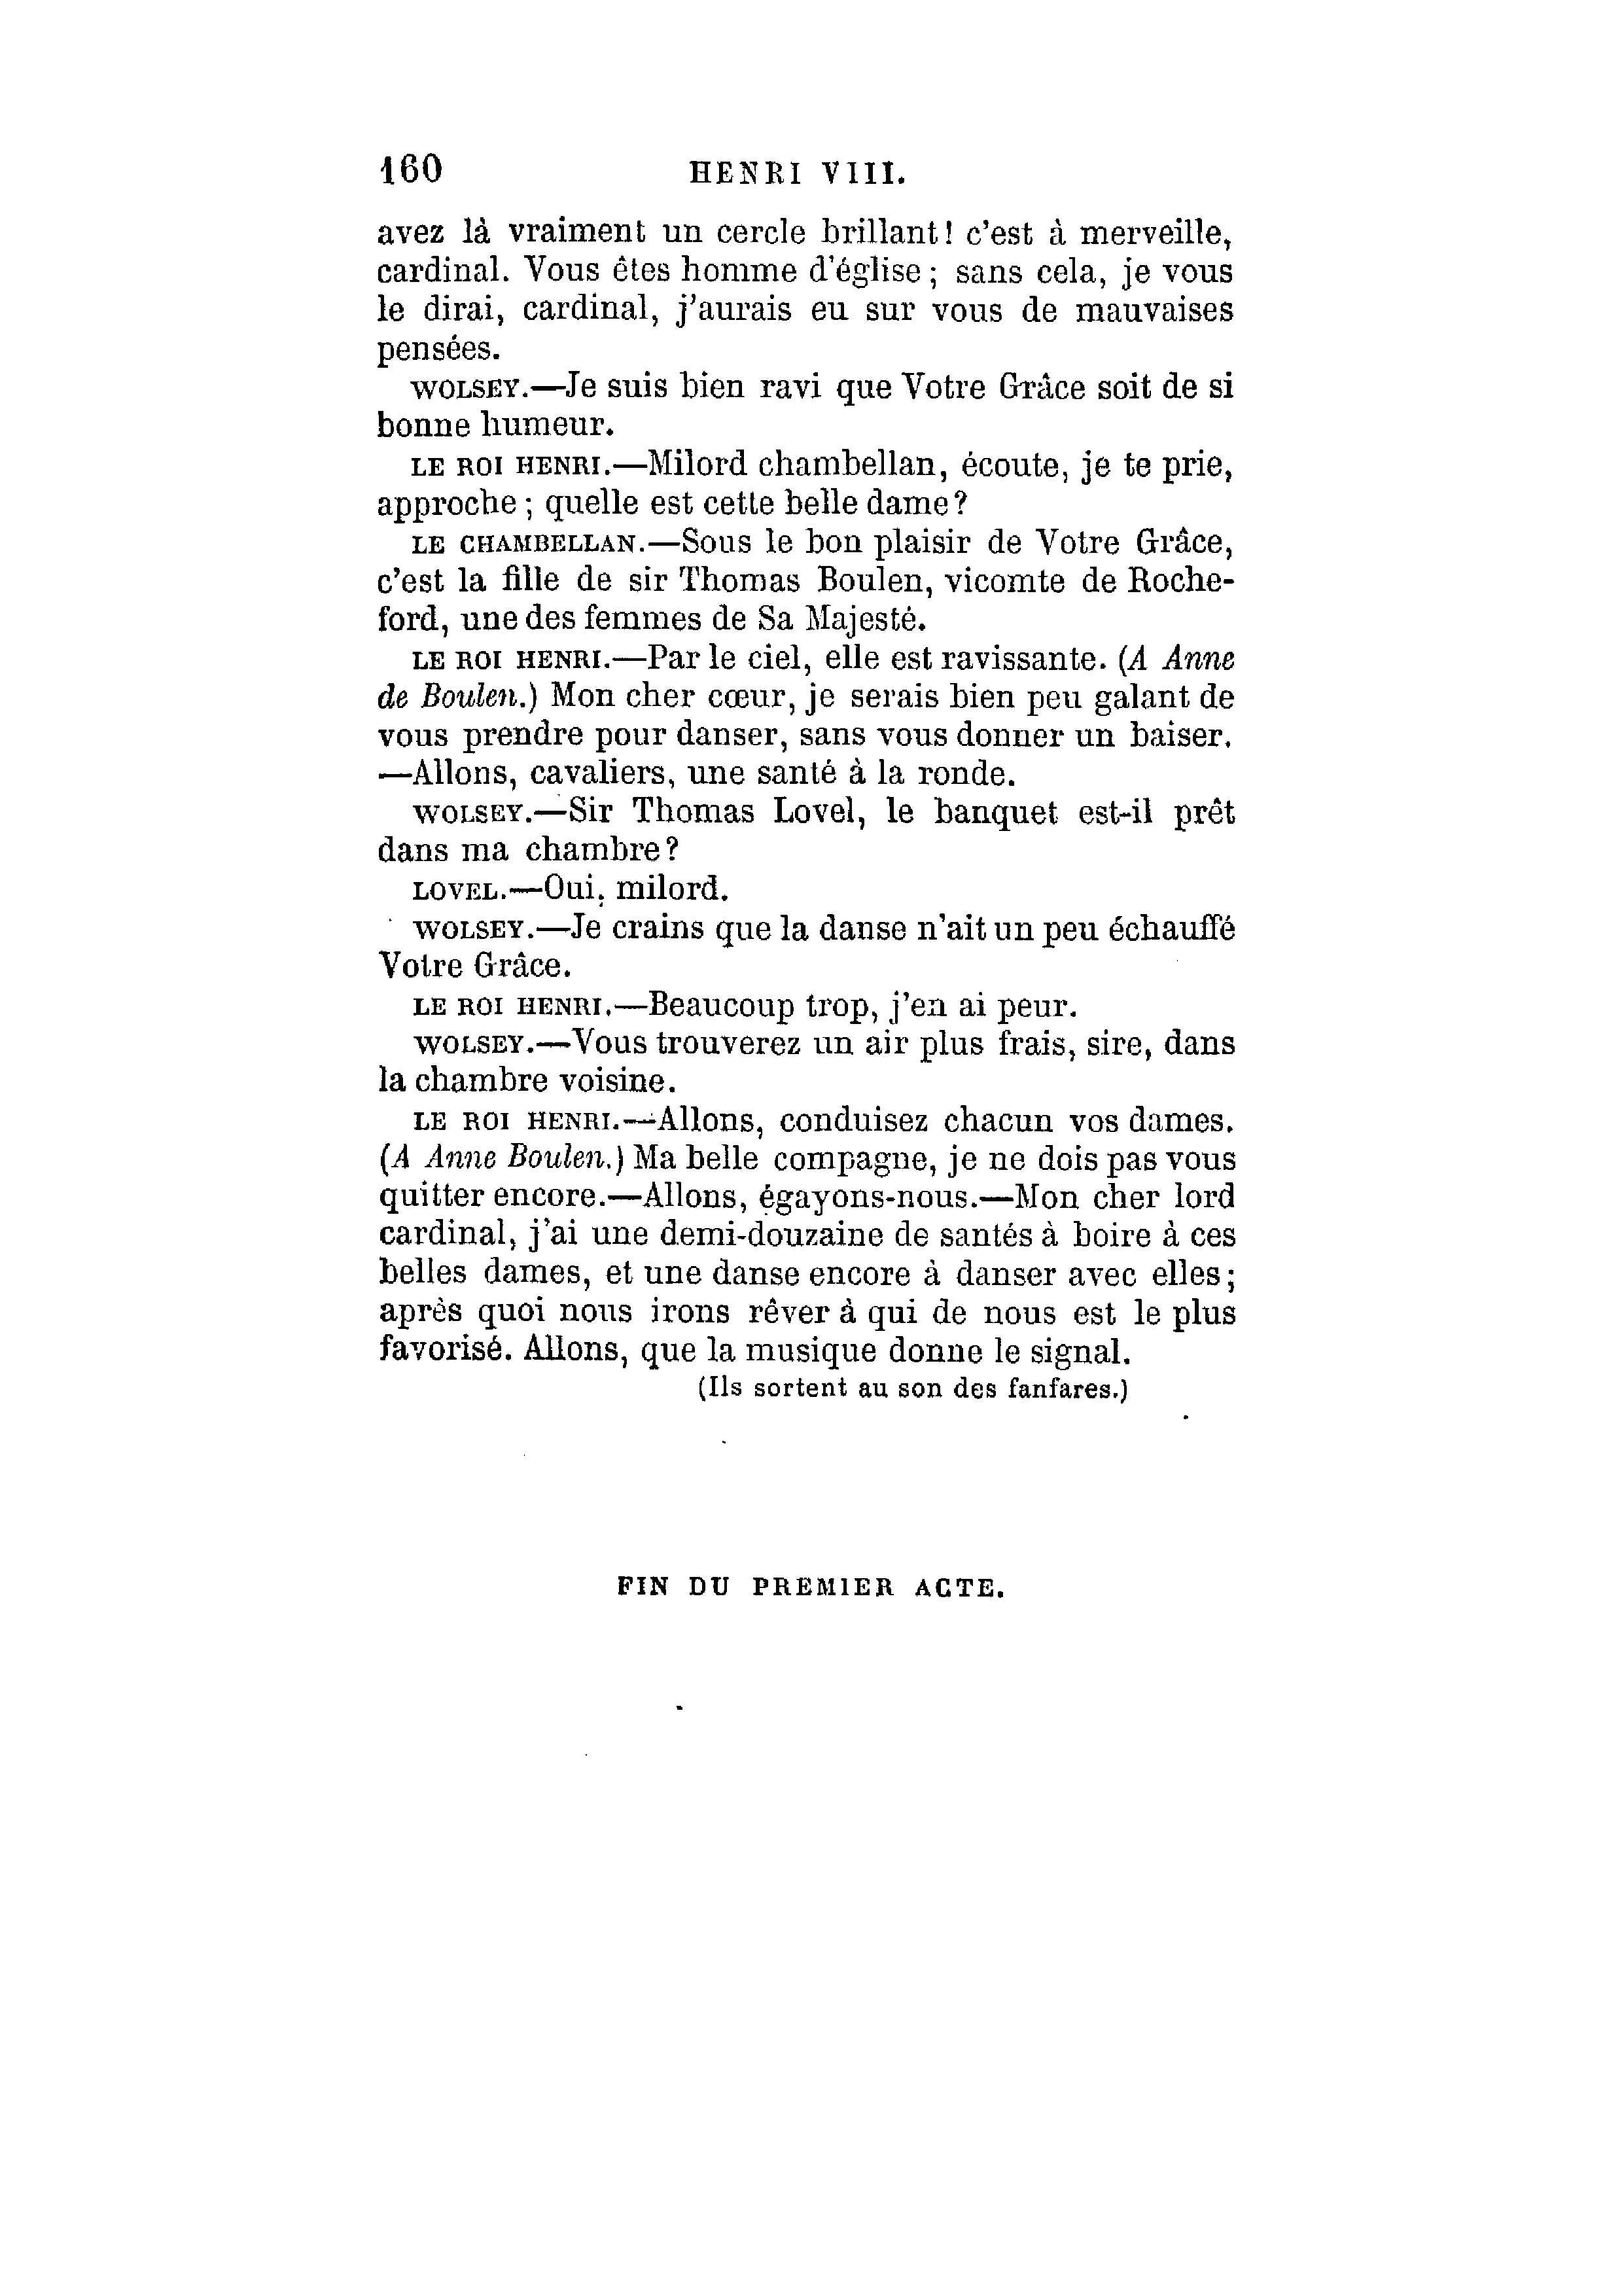 160 HENRI VIII.
avez là vraiment un cercle brillant! c'est à merveille,
cardinal. Vous êtes homme d'église ; sans cela, je vous
le dirai, cardinal, j'aurais eu sur vous de mauvaises
pensées.
WOLSEY.—Je suis bien ravi que Votre Grâce soit de si
bonne humeur.
LE ROI HENRI.—Milord chambellan, écoute, je te prie,
approche ; quelle est cette belle dame?
LE CHAMBELLAN.—Sous le bon plaisir de Votre Grâce,
c'est la fille de sir Thomas Boulen, vicomte de Roche-
ford, une des femmes de Sa Majesté.
LE ROI HENRI.—Par le ciel, elle est ravissante. (A Anne
de Boulen.) Mon cher cœur, je serais bien peu galant de
vous prendre pour danser, sans vous donner un baiser.
—Allons, cavaliers, une santé à la ronde.
WOLSEY.—Sir Thomas Lovel, le banquet est-il prêt
dans ma chambre?
LOVEL.—Oui, milord.
WOLSEY.—Je crains que la danse n'ait un peu échauffé
Votre Grâce.
LE ROI HENRI.—Beaucoup trop, j'en ai peur.
WOLSEY.—Vous trouverez un air plus frais, sire, dans
la chambre voisine.
LE ROI HENRI.—Allons, conduisez chacun vos dames.
(A Anne Boulen.) Ma belle compagne, je ne dois pas vous
quitter encore.—Allons, égayons-nous.—Mon cher lord
cardinal, j'ai une demi-douzaine de santés à boire à ces
belles dames, et une danse encore à danser avec elles;
après quoi nous irons rêver à qui de nous est le plus
favorisé. Allons, que la musique donne le signal.
(Ils sortent au son des fanfares.)
FIN DU PREMIER ACTE.